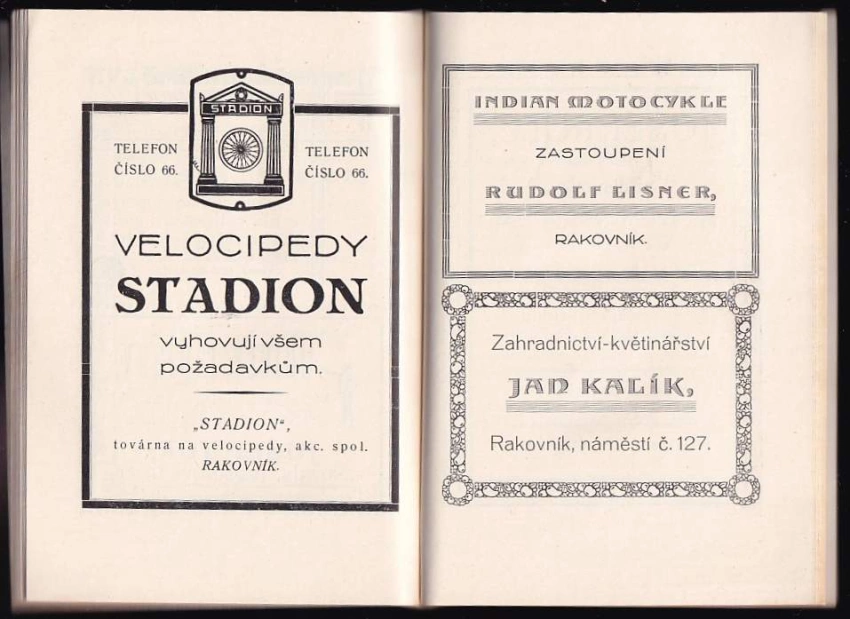 STADION
TELEFON
ČÍSLO 66.
TELEFON
ČÍSLO 66.
VELOCIPEDY
STADION
vyhovují všem
požadavkům.
„STADION“,
továrna na velocipedy, akc. spol.
RAKOVNÍK.
INDIAN MOTOCYKLE
ZASTOUPENÍ
RUDOLF LISNER,
RAKOVNÍK.
Zahradnictví-květinářství
JAN KALÍK,
Rakovník, náměstí č. 127.